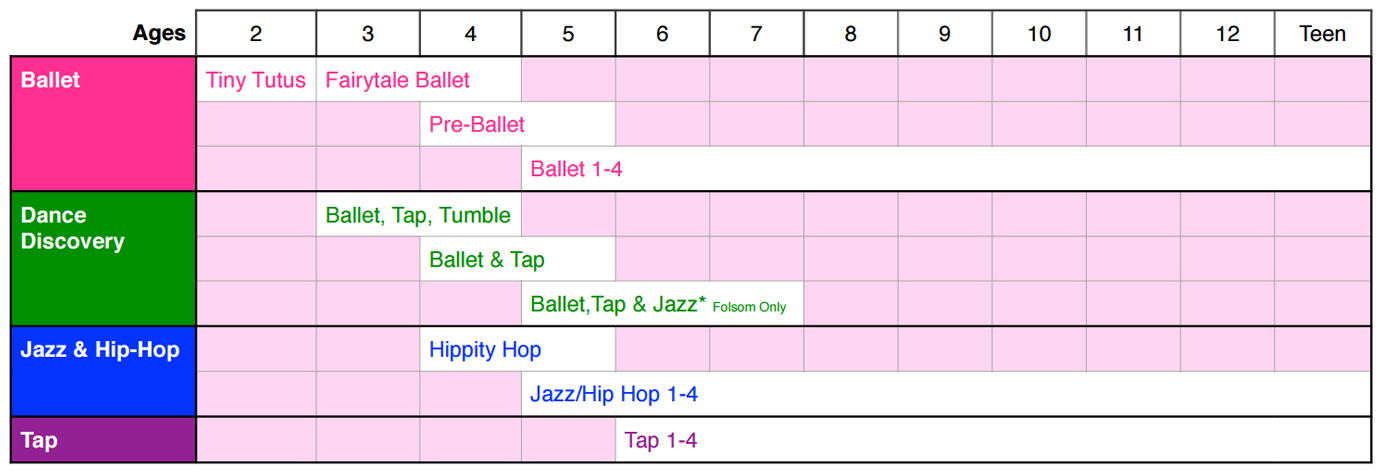 Ages 2 3 4 5 6 7 8 9 10 11 12 Teen
Ballet Tiny Tutus Fairytale Ballet
Pre-Ballet
Ballet 1-4
Dance Discovery Ballet, Tap, Tumble
Ballet & Tap
Ballet,Tap & Jazz* Folsom Only
Jazz & Hip-Hop Hippity Hop
Jazz/Hip Hop 1-4
Tap Tap 1-4